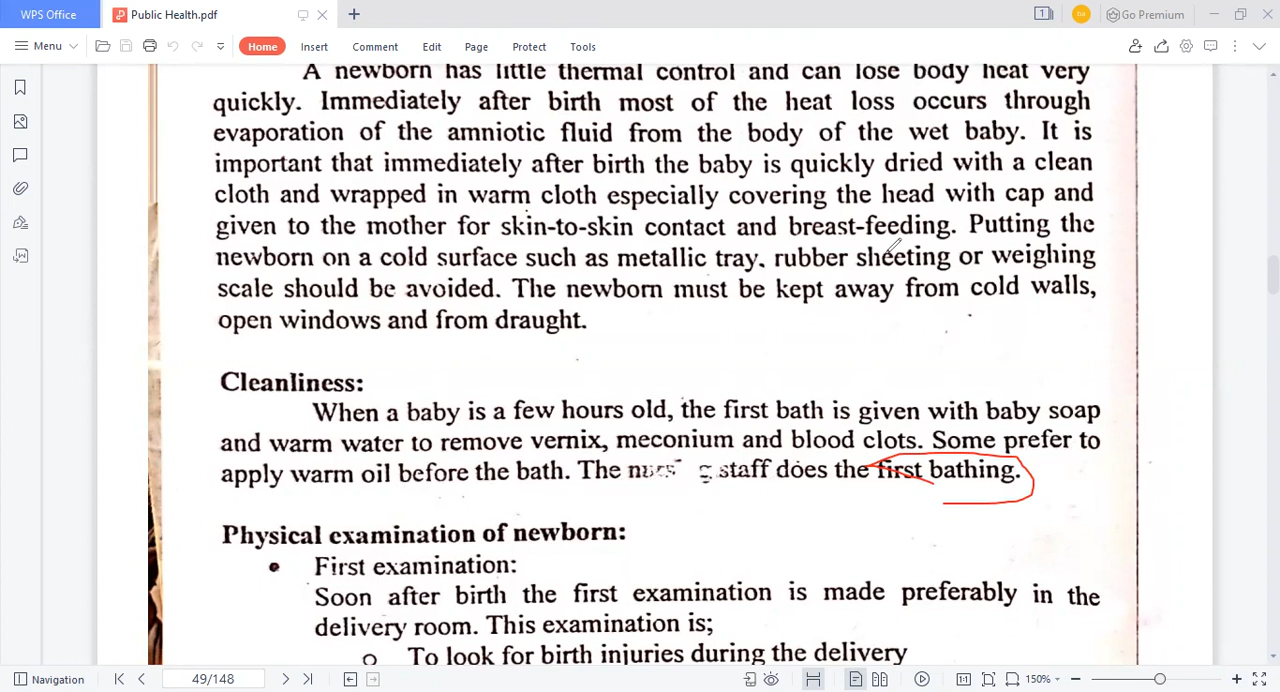 WPS Office
Public Health.pdf
Go Premium
Menu
Home Insert Comment Edit Page Protect Tools
A newborn has little thermal control and can lose body heat very
quickly. Immediately after birth most of the heat loss occurs through
evaporation of the amniotic fluid from the body of the wet baby. It is
important that immediately after birth the baby is quickly dried with a clean
cloth and wrapped in warm cloth especially covering the head with cap and
given to the mother for skin-to-skin contact and breast-feeding. Putting the
newborn on a cold surface such as metallic tray, rubber sheeting or weighing
scale should be avoided. The newborn must be kept away from cold walls,
open windows and from draught.
Cleanliness:
When a baby is a few hours old, the first bath is given with baby soap
and warm water to remove vernix, meconium and blood clots. Some prefer to
apply warm oil before the bath. The staff does the first bathing.
Physical examination of newborn:
• First examination:
Soon after birth the first examination is made preferably in the
delivery room. This examination is;
o To look for birth injuries during the delivery
Navigation
49/148
150%